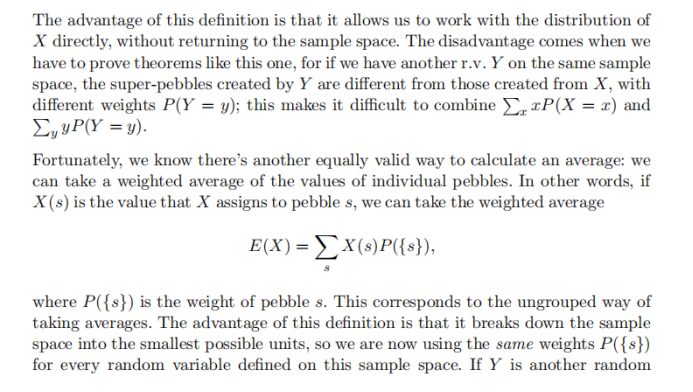 The advantage of this definition is that it allows us to work with the distribution of
X directly, without returning to the sample space. The disadvantage comes when we
have to prove theorems like this one, for if we have another r.v. Y on the same sample
space, the super-pebbles created by Y are different from those created from X, with
different weights P(Y = y); this makes it difficult to combine ∑ₓ xP(X = x) and
∑_y yP(Y = y).
Fortunately, we know there's another equally valid way to calculate an average: we
can take a weighted average of the values of individual pebbles. In other words, if
X(s) is the value that X assigns to pebble s, we can take the weighted average
E(X) = ∑_s X(s)P({s}),
where P({s}) is the weight of pebble s. This corresponds to the ungrouped way of
taking averages. The advantage of this definition is that it breaks down the sample
space into the smallest possible units, so we are now using the same weights P({s})
for every random variable defined on this sample space. If Y is another random